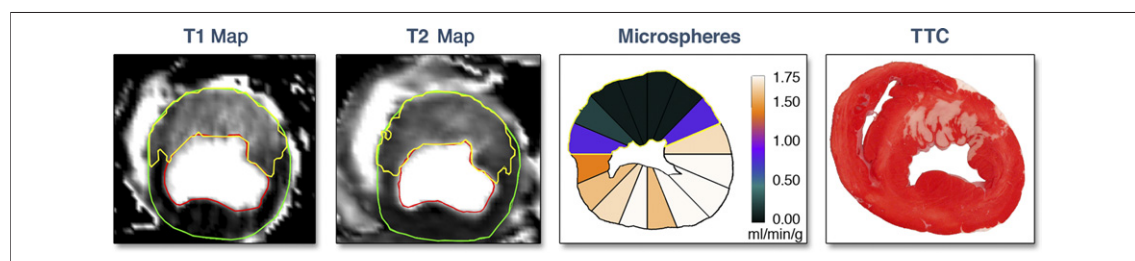 T1 Map
T2 Map
Microspheres
TTC
1.75
1.50
1.00
0.50
0.00
ml/min/g